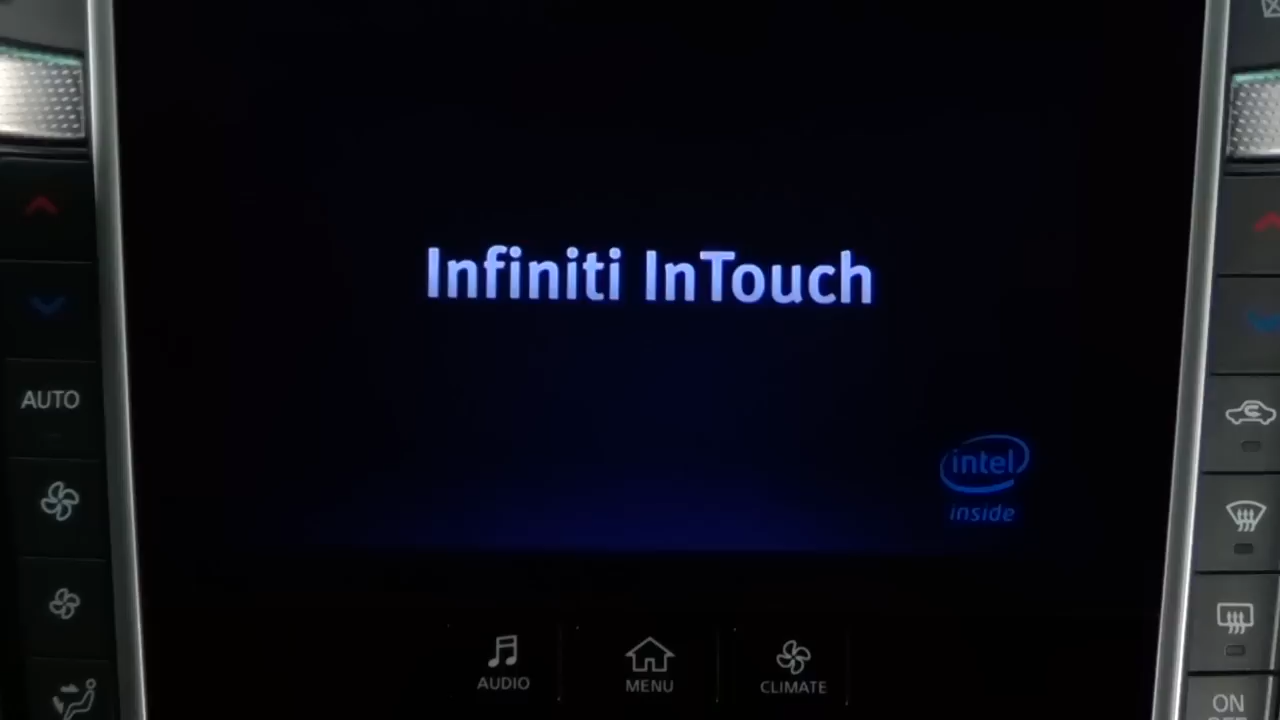 Infiniti InTouch
AUTO
intel
inside
AUDIO
MENU
CLIMATE
ON